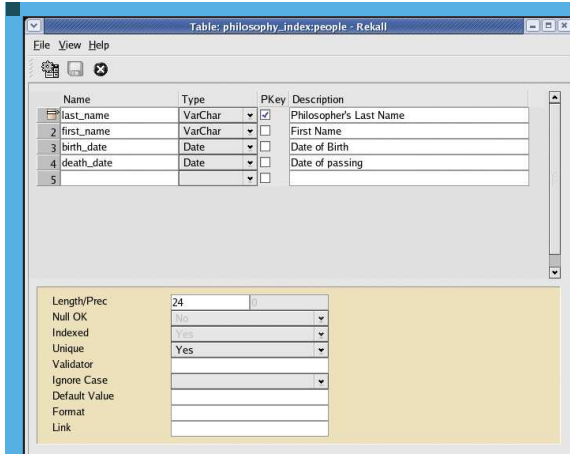 Table: philosophy_index:people - Rekall
File View Help
Name Type PKey Description
last_name VarChar Philosopher's Last Name
2 first_name VarChar First Name
3 birth_date Date Date of Birth
4 death_date Date Date of passing
5
Length/Prec 24 0
Null OK No
Indexed Yes
Unique Yes
Validator
Ignore Case
Default Value
Format
Link